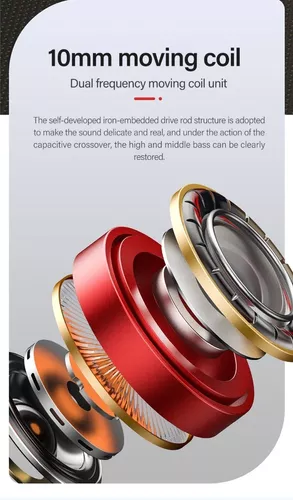 10mm moving coil
Dual frequency moving coil unit
The self-developed iron-embedded drive rod structure is adopted
to make the sound delicate and real, and under the action of the
capacitive crossover, the high and middle bass can be clearly
restored.